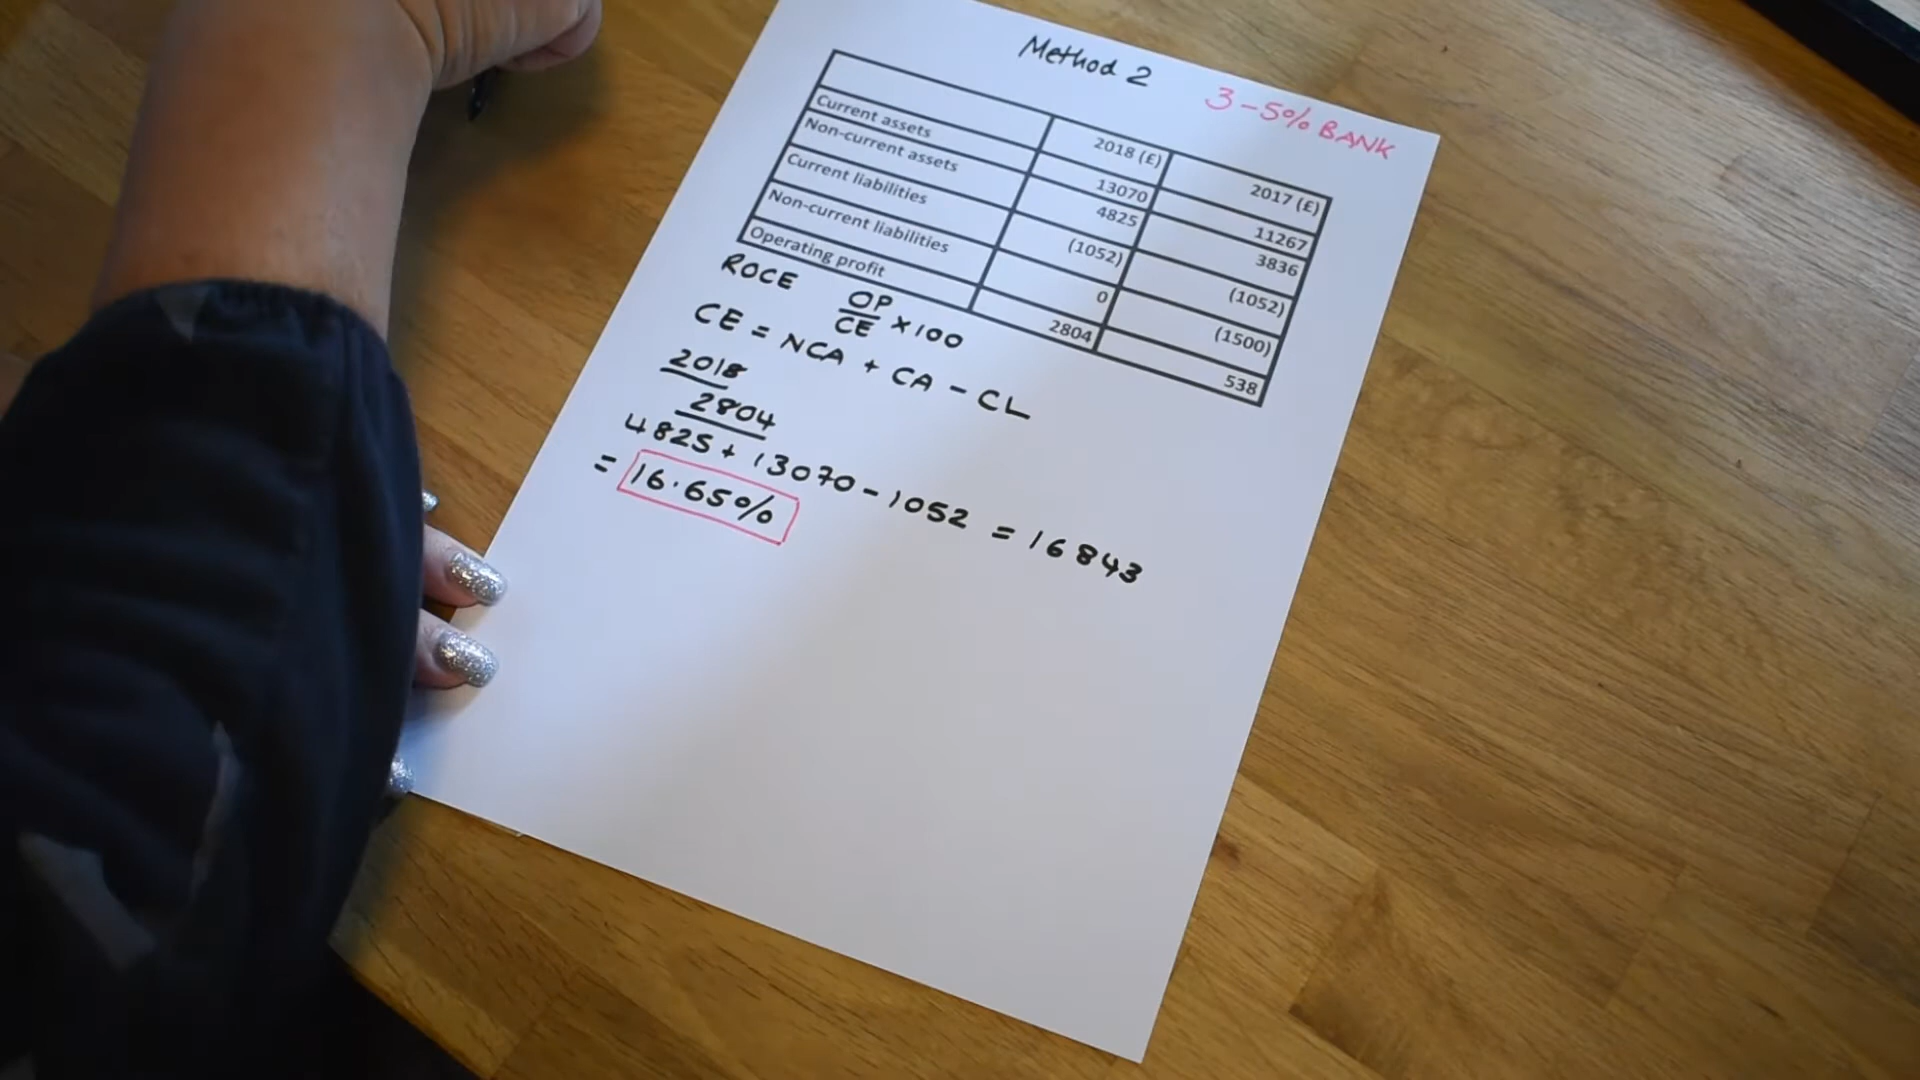 Method 2
3-5% BANK
2018 (£) 2017 (£)
Current assets 13070 11267
Non-current assets 4825 3836
Current liabilities (1052) (1052)
Non-current liabilities 0 (1500)
Operating profit 2804 538
ROCE OP/CE × 100
CE = NCA + CA - CL
2018
2804
4825 + 13070 - 1052 = 16843
= 16.65%